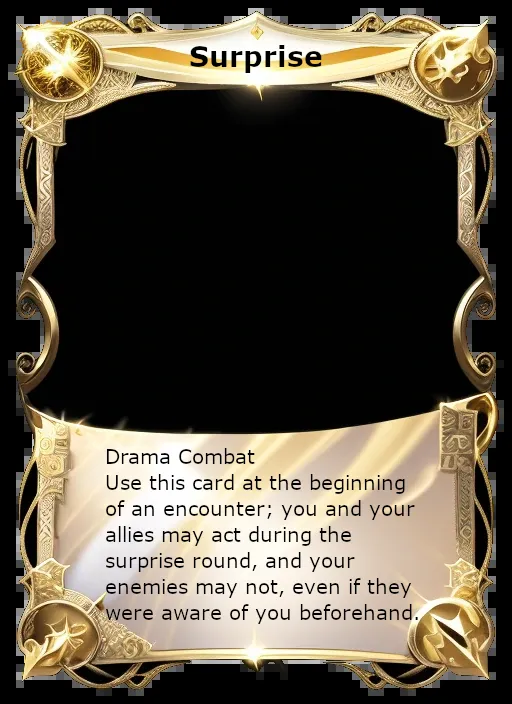 Surprise
Drama Combat
Use this card at the beginning
of an encounter; you and your
allies may act during the
surprise round, and your
enemies may not, even if they
were aware of you beforehand.